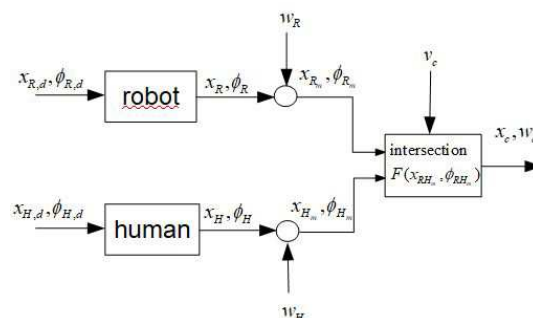 w_R
v_c
x_{R,d}, ϕ_{R,d}
robot
x_R, ϕ_R
x_{R_m}, ϕ_{R_m}
intersection
F(x_{RH_m}, ϕ_{RH_m})
x_c, w_c
x_{H,d}, ϕ_{H,d}
human
x_H, ϕ_H
x_{H_m}, ϕ_{H_m}
w_H